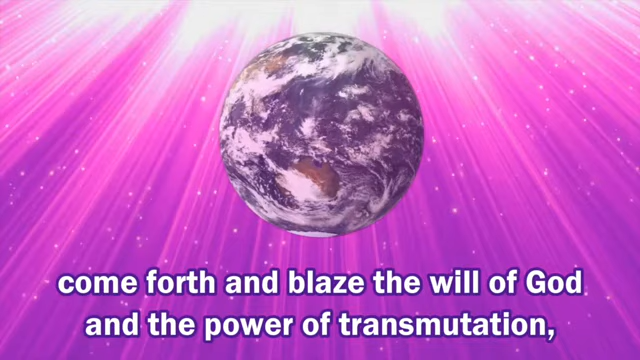 come forth and blaze the will of God
and the power of transmutation,